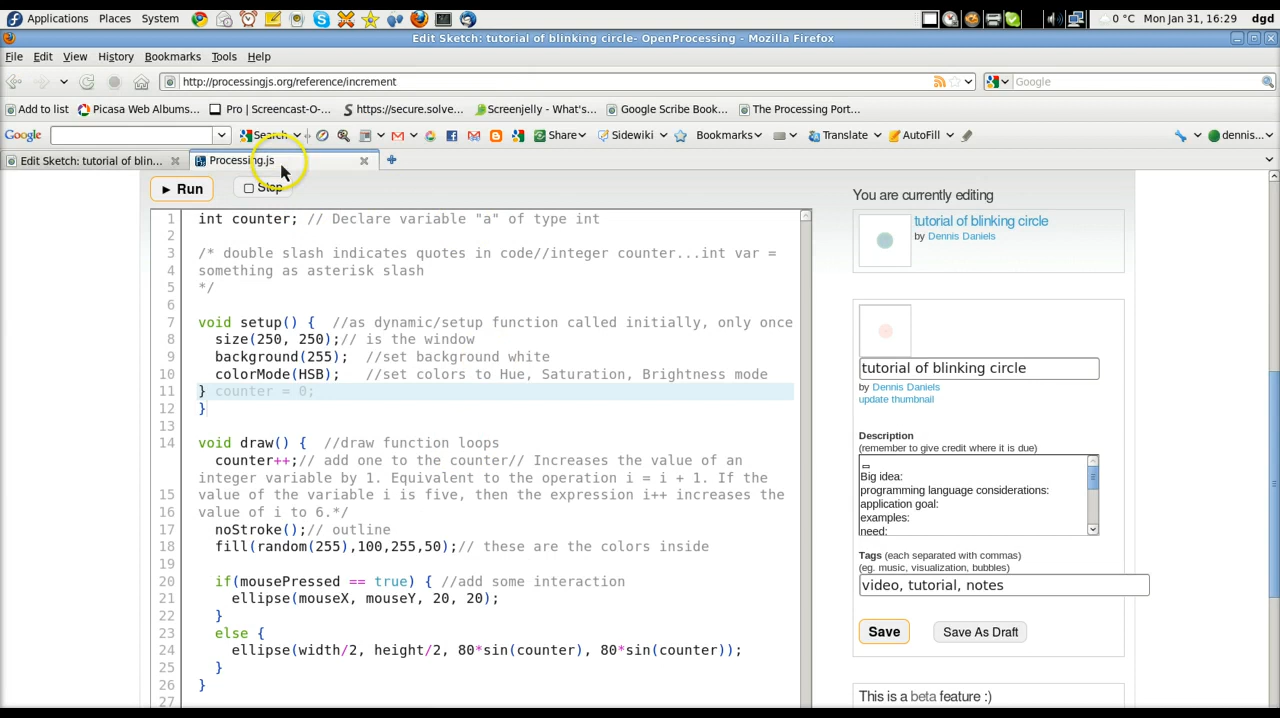 Applications Places System 0 °C Mon Jan 31, 16:29 dgd
Edit Sketch: tutorial of blinking circle- OpenProcessing - Mozilla Firefox
File Edit View History Bookmarks Tools Help
http://processingjs.org/reference/increment Google
Add to list Picasa Web Albums... Pro | Screencast-O-... https://secure.solve... Screenjelly - What's... Google Scribe Book... The Processing Port...
Google Search Share Sidewiki Bookmarks Translate AutoFill dennis...
Edit Sketch: tutorial of blin... Processing.js
Run Stop
1 int counter; // Declare variable "a" of type int
2
3 /* double slash indicates quotes in code//integer counter...int var =
4 something as asterisk slash
5 */
6
7 void setup() { //as dynamic/setup function called initially, only once
8 size(250, 250);// is the window
9 background(255); //set background white
10 colorMode(HSB); //set colors to Hue, Saturation, Brightness mode
11 } counter = 0;
12 }
13
14 void draw() { //draw function loops
counter++;// add one to the counter// Increases the value of an
integer variable by 1. Equivalent to the operation i = i + 1. If the
15 value of the variable i is five, then the expression i++ increases the
16 value of i to 6.*/
17 noStroke();// outline
18 fill(random(255),100,255,50);// these are the colors inside
19
20 if(mousePressed == true) { //add some interaction
21 ellipse(mouseX, mouseY, 20, 20);
22 }
23 else {
24 ellipse(width/2, height/2, 80*sin(counter), 80*sin(counter));
25 }
26 }
27
You are currently editing
tutorial of blinking circle
by Dennis Daniels
tutorial of blinking circle
by Dennis Daniels
update thumbnail
Description
(remember to give credit where it is due)
Big idea:
programming language considerations:
application goal:
examples:
need:
Tags (each separated with commas)
(eg. music, visualization, bubbles)
video, tutorial, notes
Save Save As Draft
This is a beta feature :)